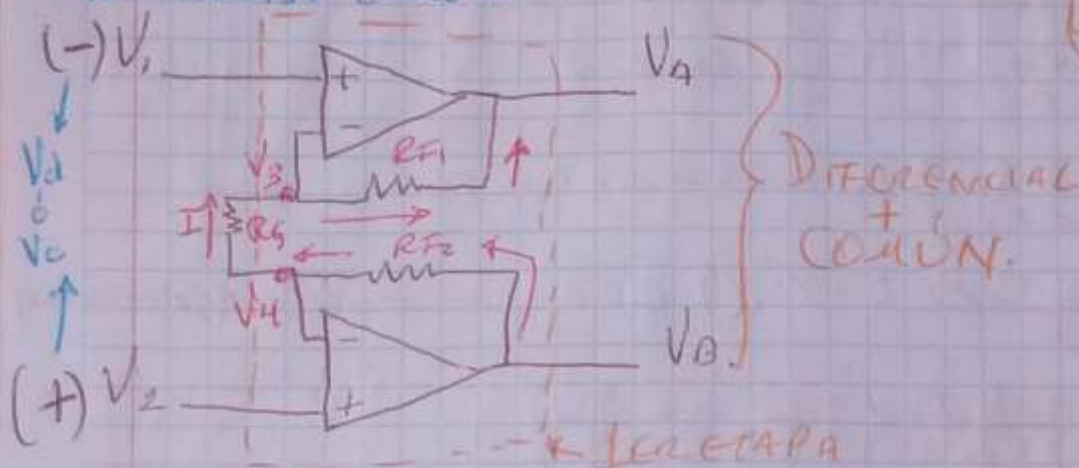 (-) V1
VA
+
-
RF1
V3
Vd
ó
Vc
I
RG
DIFERENCIAL
+
COMÚN.
RF2
V4
-
VB.
(+) V2
+
1ER ETAPA